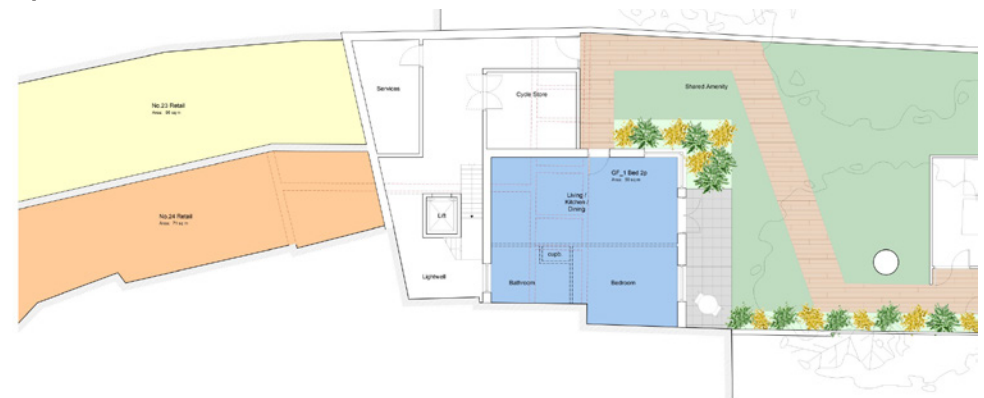 No.23 Retail
Services
Cycle Store
Shared Amenity
GF_1 Bed 2p
Living /
Kitchen /
Dining
No.24 Retail
Lift
cup'b
Lightwell
Bathroom
Bedroom